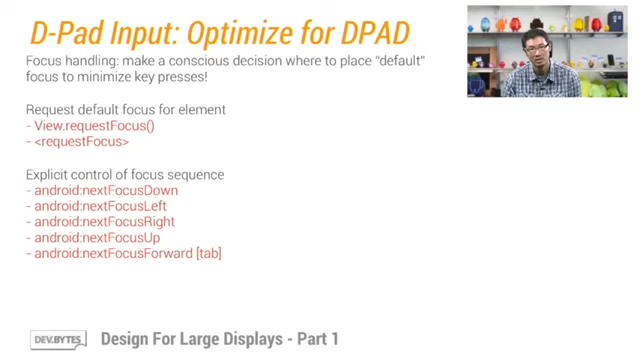 D-Pad Input: Optimize for DPAD
Focus handling: make a conscious decision where to place "default"
focus to minimize key presses!
Request default focus for element
- View.requestFocus()
- <requestFocus>
Explicit control of focus sequence
- android:nextFocusDown
- android:nextFocusLeft
- android:nextFocusRight
- android:nextFocusUp
- android:nextFocusForward [tab]
DEV.BYTES
Design For Large Displays - Part 1